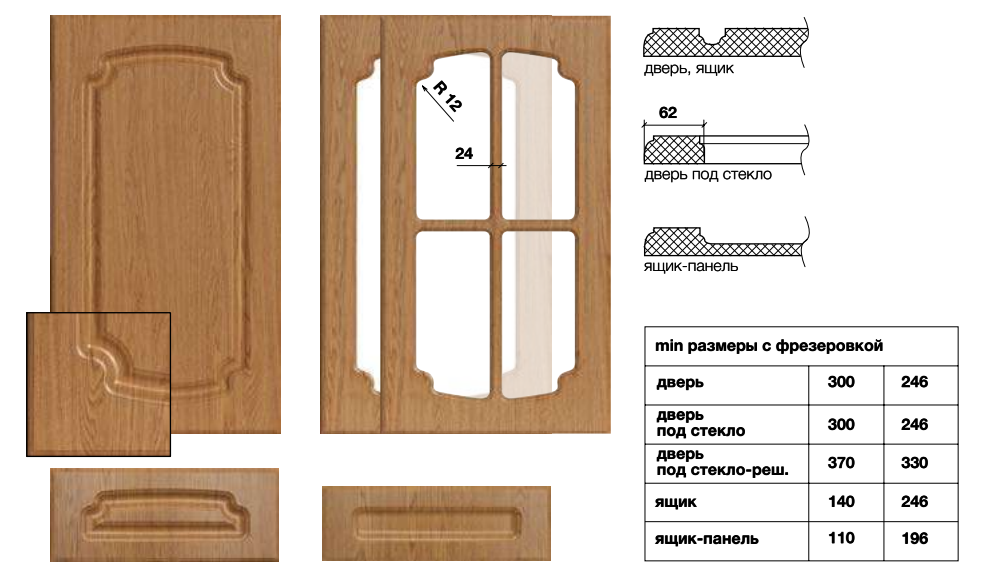 R 12
24
дверь, ящик
62
дверь под стекло
ящик-панель
min размеры с фрезеровкой
дверь 300 246
дверь
под стекло 300 246
дверь
под стекло-реш. 370 330
ящик 140 246
ящик-панель 110 196